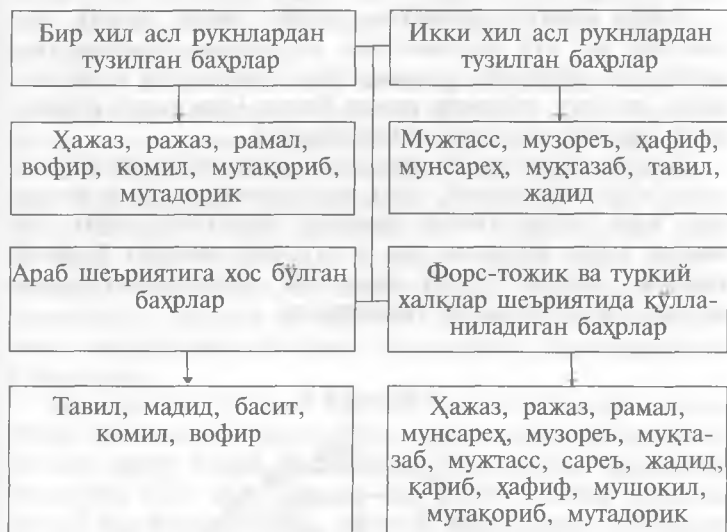 Бир хил асл рукнлардан
тузилган баҳрлар
Икки хил асл рукнлардан
тузилган баҳрлар
Ҳажаз, ражаз, рамал,
вофир, комил, мутақориб,
мутадорик
Мужтасс, музореъ, ҳафиф,
мунсареҳ, муқтазаб, тавил,
жадид
Араб шеъриятига хос бўлган
баҳрлар
Форс-тожик ва туркий
халқлар шеъриятида қўлла-
ниладиган баҳрлар
Тавил, мадид, басит,
комил, вофир
Ҳажаз, ражаз, рамал,
мунсареҳ, музореъ, муқта-
заб, мужтасс, сареъ, жадид,
қариб, ҳафиф, мушокил,
мутақориб, мутадорик